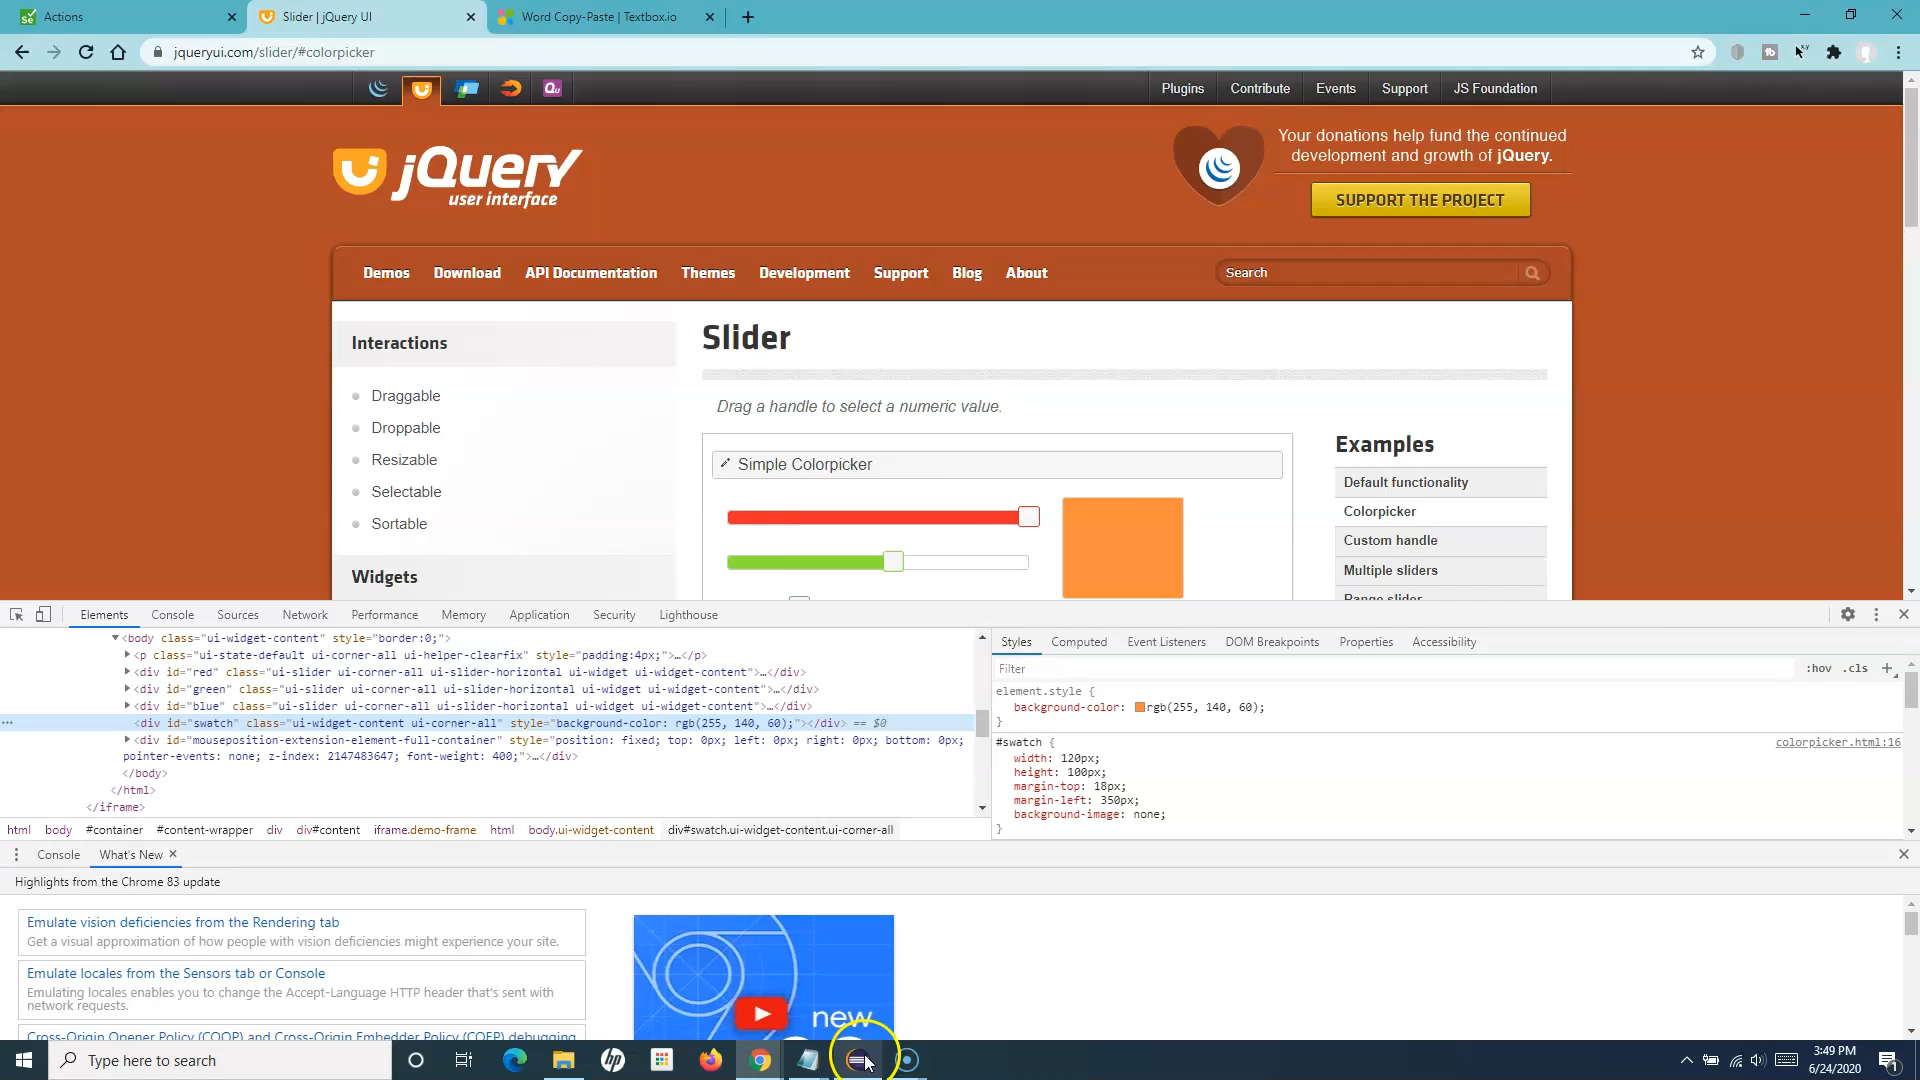 Actions
Slider | jQuery UI
Word Copy-Paste | Textbox.io
jqueryui.com/slider/#colorpicker
Plugins
Contribute
Events
Support
JS Foundation
jQuery
user interface
Your donations help fund the continued
development and growth of jQuery.
SUPPORT THE PROJECT
Demos
Download
API Documentation
Themes
Development
Support
Blog
About
Search
Interactions
Draggable
Droppable
Resizable
Selectable
Sortable
Widgets
Slider
Drag a handle to select a numeric value.
Simple Colorpicker
Examples
Default functionality
Colorpicker
Custom handle
Multiple sliders
Range slider
Elements
Console
Sources
Network
Performance
Memory
Application
Security
Lighthouse
<body class="ui-widget-content" style="border:0;">
<p class="ui-state-default ui-corner-all ui-helper-clearfix" style="padding:4px;">…</p>
<div id="red" class="ui-slider ui-corner-all ui-slider-horizontal ui-widget ui-widget-content">…</div>
<div id="green" class="ui-slider ui-corner-all ui-slider-horizontal ui-widget ui-widget-content">…</div>
<div id="blue" class="ui-slider ui-corner-all ui-slider-horizontal ui-widget ui-widget-content">…</div>
<div id="swatch" class="ui-widget-content ui-corner-all" style="background-color: rgb(255, 140, 60);"></div> == $0
<div id="mouseposition-extension-element-full-container" style="position: fixed; top: 0px; left: 0px; right: 0px; bottom: 0px;
pointer-events: none; z-index: 2147483647; font-weight: 400;">…</div>
</body>
</html>
</iframe>
html
body
#container
#content-wrapper
div
div#content
iframe.demo-frame
html
body.ui-widget-content
div#swatch.ui-widget-content.ui-corner-all
Styles
Computed
Event Listeners
DOM Breakpoints
Properties
Accessibility
Filter
:hov
.cls
element.style {
background-color: rgb(255, 140, 60);
}
#swatch {
colorpicker.html:16
width: 120px;
height: 100px;
margin-top: 18px;
margin-left: 350px;
background-image: none;
}
Console
What's New
Highlights from the Chrome 83 update
Emulate vision deficiencies from the Rendering tab
Get a visual approximation of how people with vision deficiencies might experience your site.
Emulate locales from the Sensors tab or Console
Emulating locales enables you to change the Accept-Language HTTP header that's sent with
network requests.
Cross-Origin Opener Policy (COOP) and Cross-Origin Embedder Policy (COEP) debugging
new
Type here to search
hp
3:49 PM
6/24/2020
1